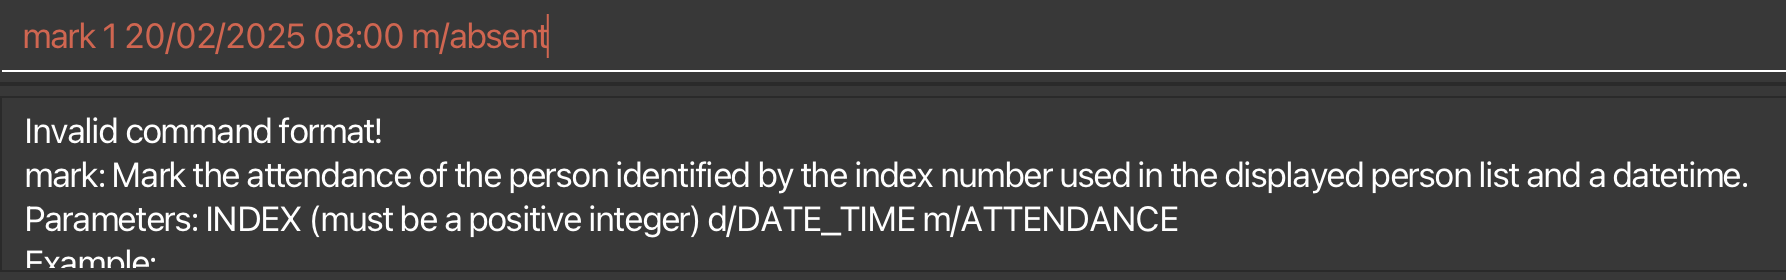 mark 1 20/02/2025 08:00 m/absent
Invalid command format!
mark: Mark the attendance of the person identified by the index number used in the displayed person list and a datetime.
Parameters: INDEX (must be a positive integer) d/DATE_TIME m/ATTENDANCE
Example: